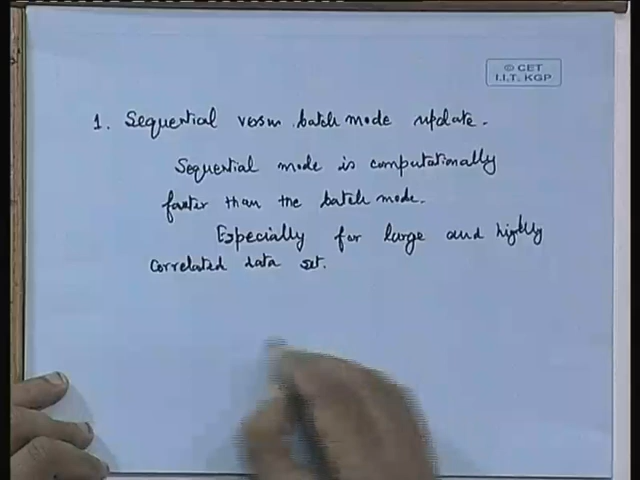 © CET
I.I.T. KGP
1. Sequential versus batch mode update.
Sequential mode is computationally
faster than the batch mode.
Especially for large and highly
correlated data set.